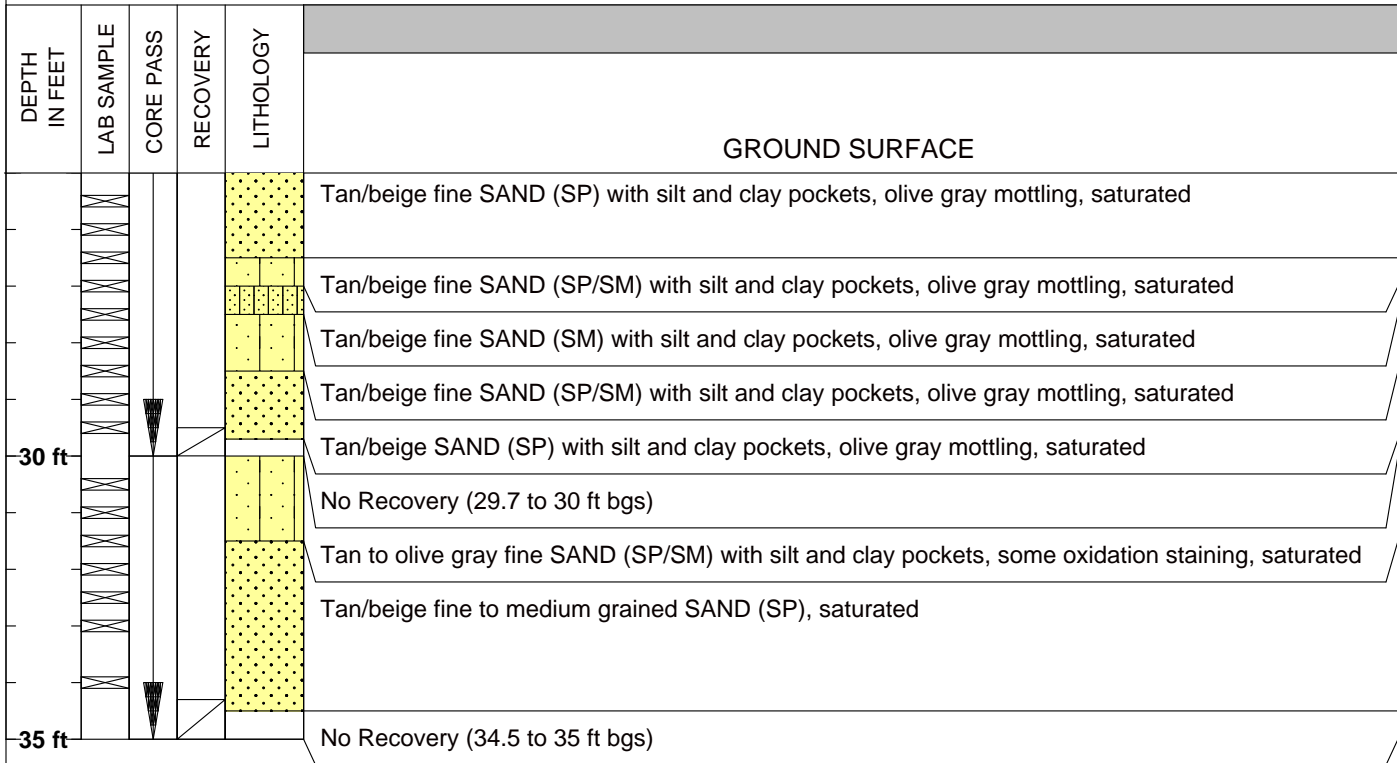 DEPTH
IN FEET
LAB SAMPLE
CORE PASS
RECOVERY
LITHOLOGY
GROUND SURFACE
Tan/beige fine SAND (SP) with silt and clay pockets, olive gray mottling, saturated
Tan/beige fine SAND (SP/SM) with silt and clay pockets, olive gray mottling, saturated
Tan/beige fine SAND (SM) with silt and clay pockets, olive gray mottling, saturated
Tan/beige fine SAND (SP/SM) with silt and clay pockets, olive gray mottling, saturated
Tan/beige SAND (SP) with silt and clay pockets, olive gray mottling, saturated
30 ft
No Recovery (29.7 to 30 ft bgs)
Tan to olive gray fine SAND (SP/SM) with silt and clay pockets, some oxidation staining, saturated
Tan/beige fine to medium grained SAND (SP), saturated
35 ft
No Recovery (34.5 to 35 ft bgs)